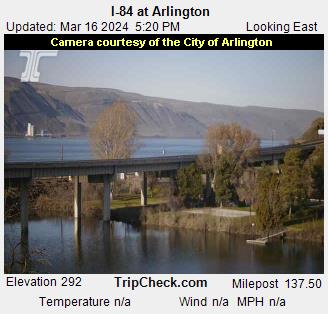 I-84 at Arlington
Updated: Mar 16 2024 5:20 PM Looking East
Camera courtesy of the City of Arlington
Elevation 292 TripCheck.com Milepost 137.50
Temperature n/a Wind n/a MPH n/a